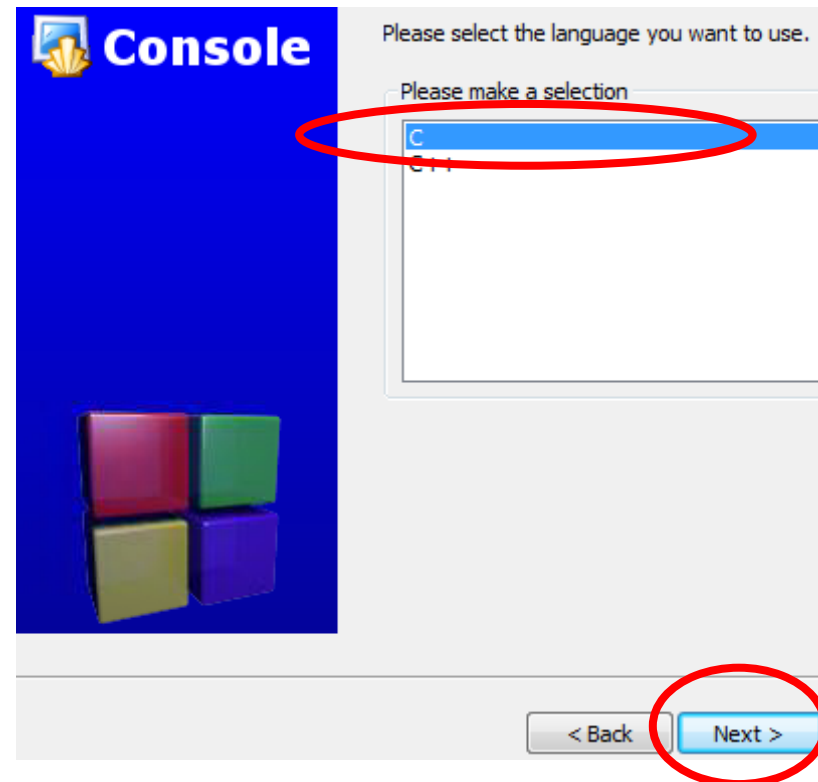 Console
Please select the language you want to use.
Please make a selection
C
C++
< Back
Next >